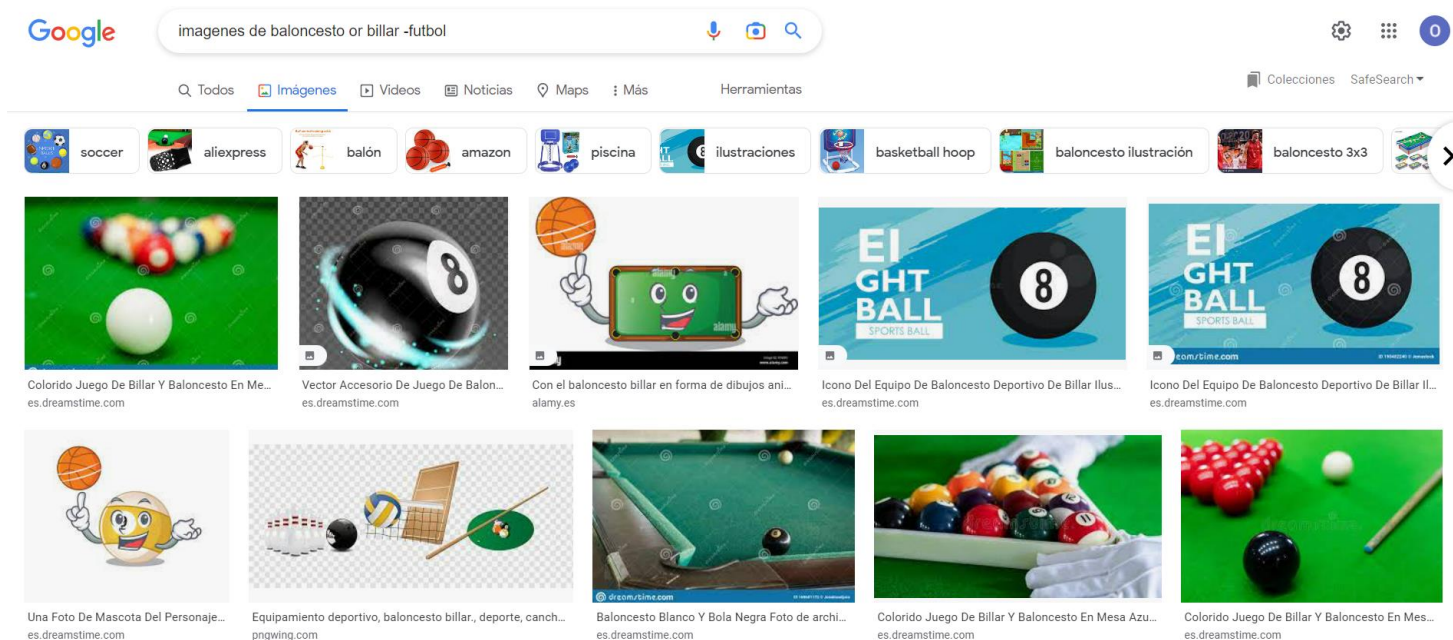 Google
imagenes de baloncesto or billar -futbol
O
Todos
Imágenes
Videos
Noticias
Maps
Más
Herramientas
Colecciones
SafeSearch
soccer
aliexpress
balón
amazon
piscina
ilustraciones
basketball hoop
baloncesto ilustración
baloncesto 3x3
8
alamy
alamy
EI
GHT
BALL
SPORTS BALL
8
EI
GHT
BALL
SPORTS BALL
8
Colorido Juego De Billar Y Baloncesto En Me...
es.dreamstime.com
Vector Accesorio De Juego De Balon...
es.dreamstime.com
Con el baloncesto billar en forma de dibujos ani...
alamy.es
Icono Del Equipo De Baloncesto Deportivo De Billar Ilus...
es.dreamstime.com
Icono Del Equipo De Baloncesto Deportivo De Billar Il...
es.dreamstime.com
dreamstime.com
11
Una Foto De Mascota Del Personaje...
es.dreamstime.com
Equipamiento deportivo, baloncesto billar., deporte, canch...
pngwing.com
Baloncesto Blanco Y Bola Negra Foto de archi...
es.dreamstime.com
Colorido Juego De Billar Y Baloncesto En Mesa Azu...
es.dreamstime.com
Colorido Juego De Billar Y Baloncesto En Mes...
es.dreamstime.com